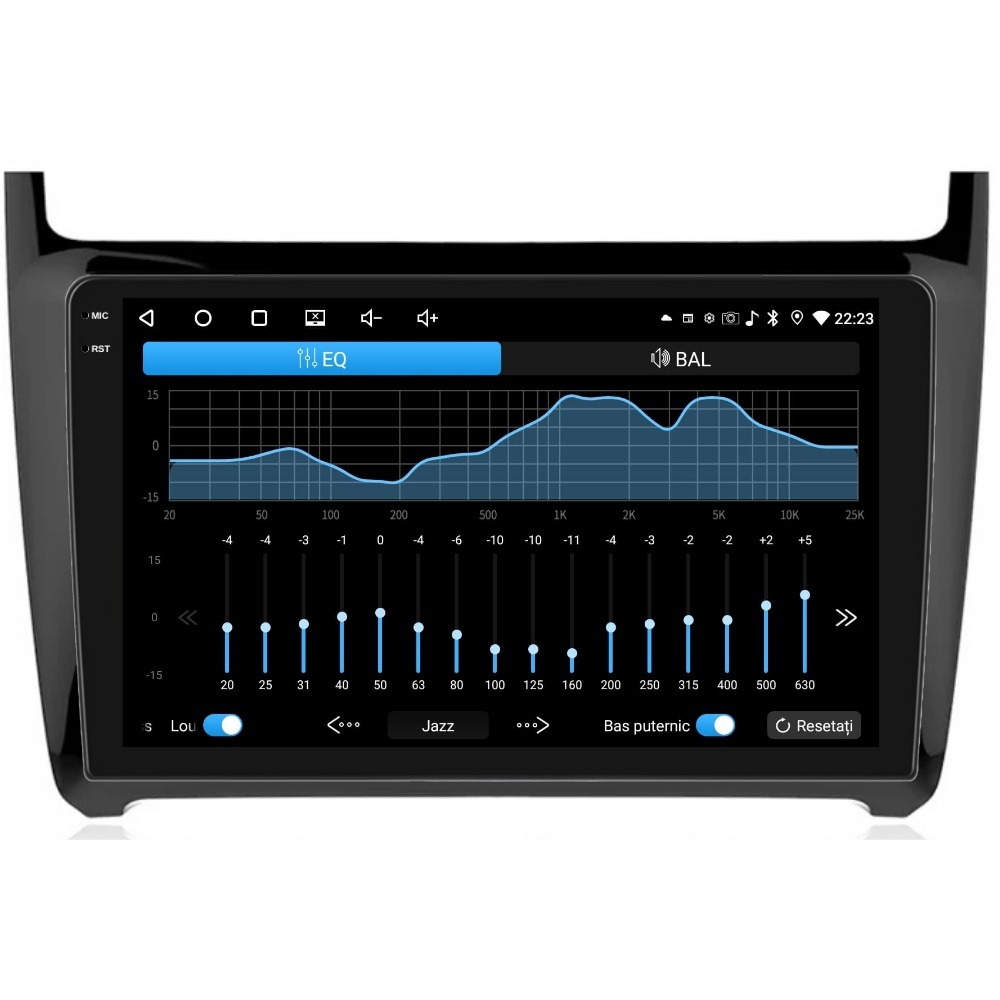 MIC
RST
22:23
EQ
BAL
15
0
-15
20 50 100 200 500 1K 2K 5K 10K 25K
-4 -4 -3 -1 0 -4 -6 -10 -10 -11 -4 -3 -2 -2 +2 +5
15
0
-15
20 25 31 40 50 63 80 100 125 160 200 250 315 400 500 630
s Lou Jazz Bas puternic Resetați